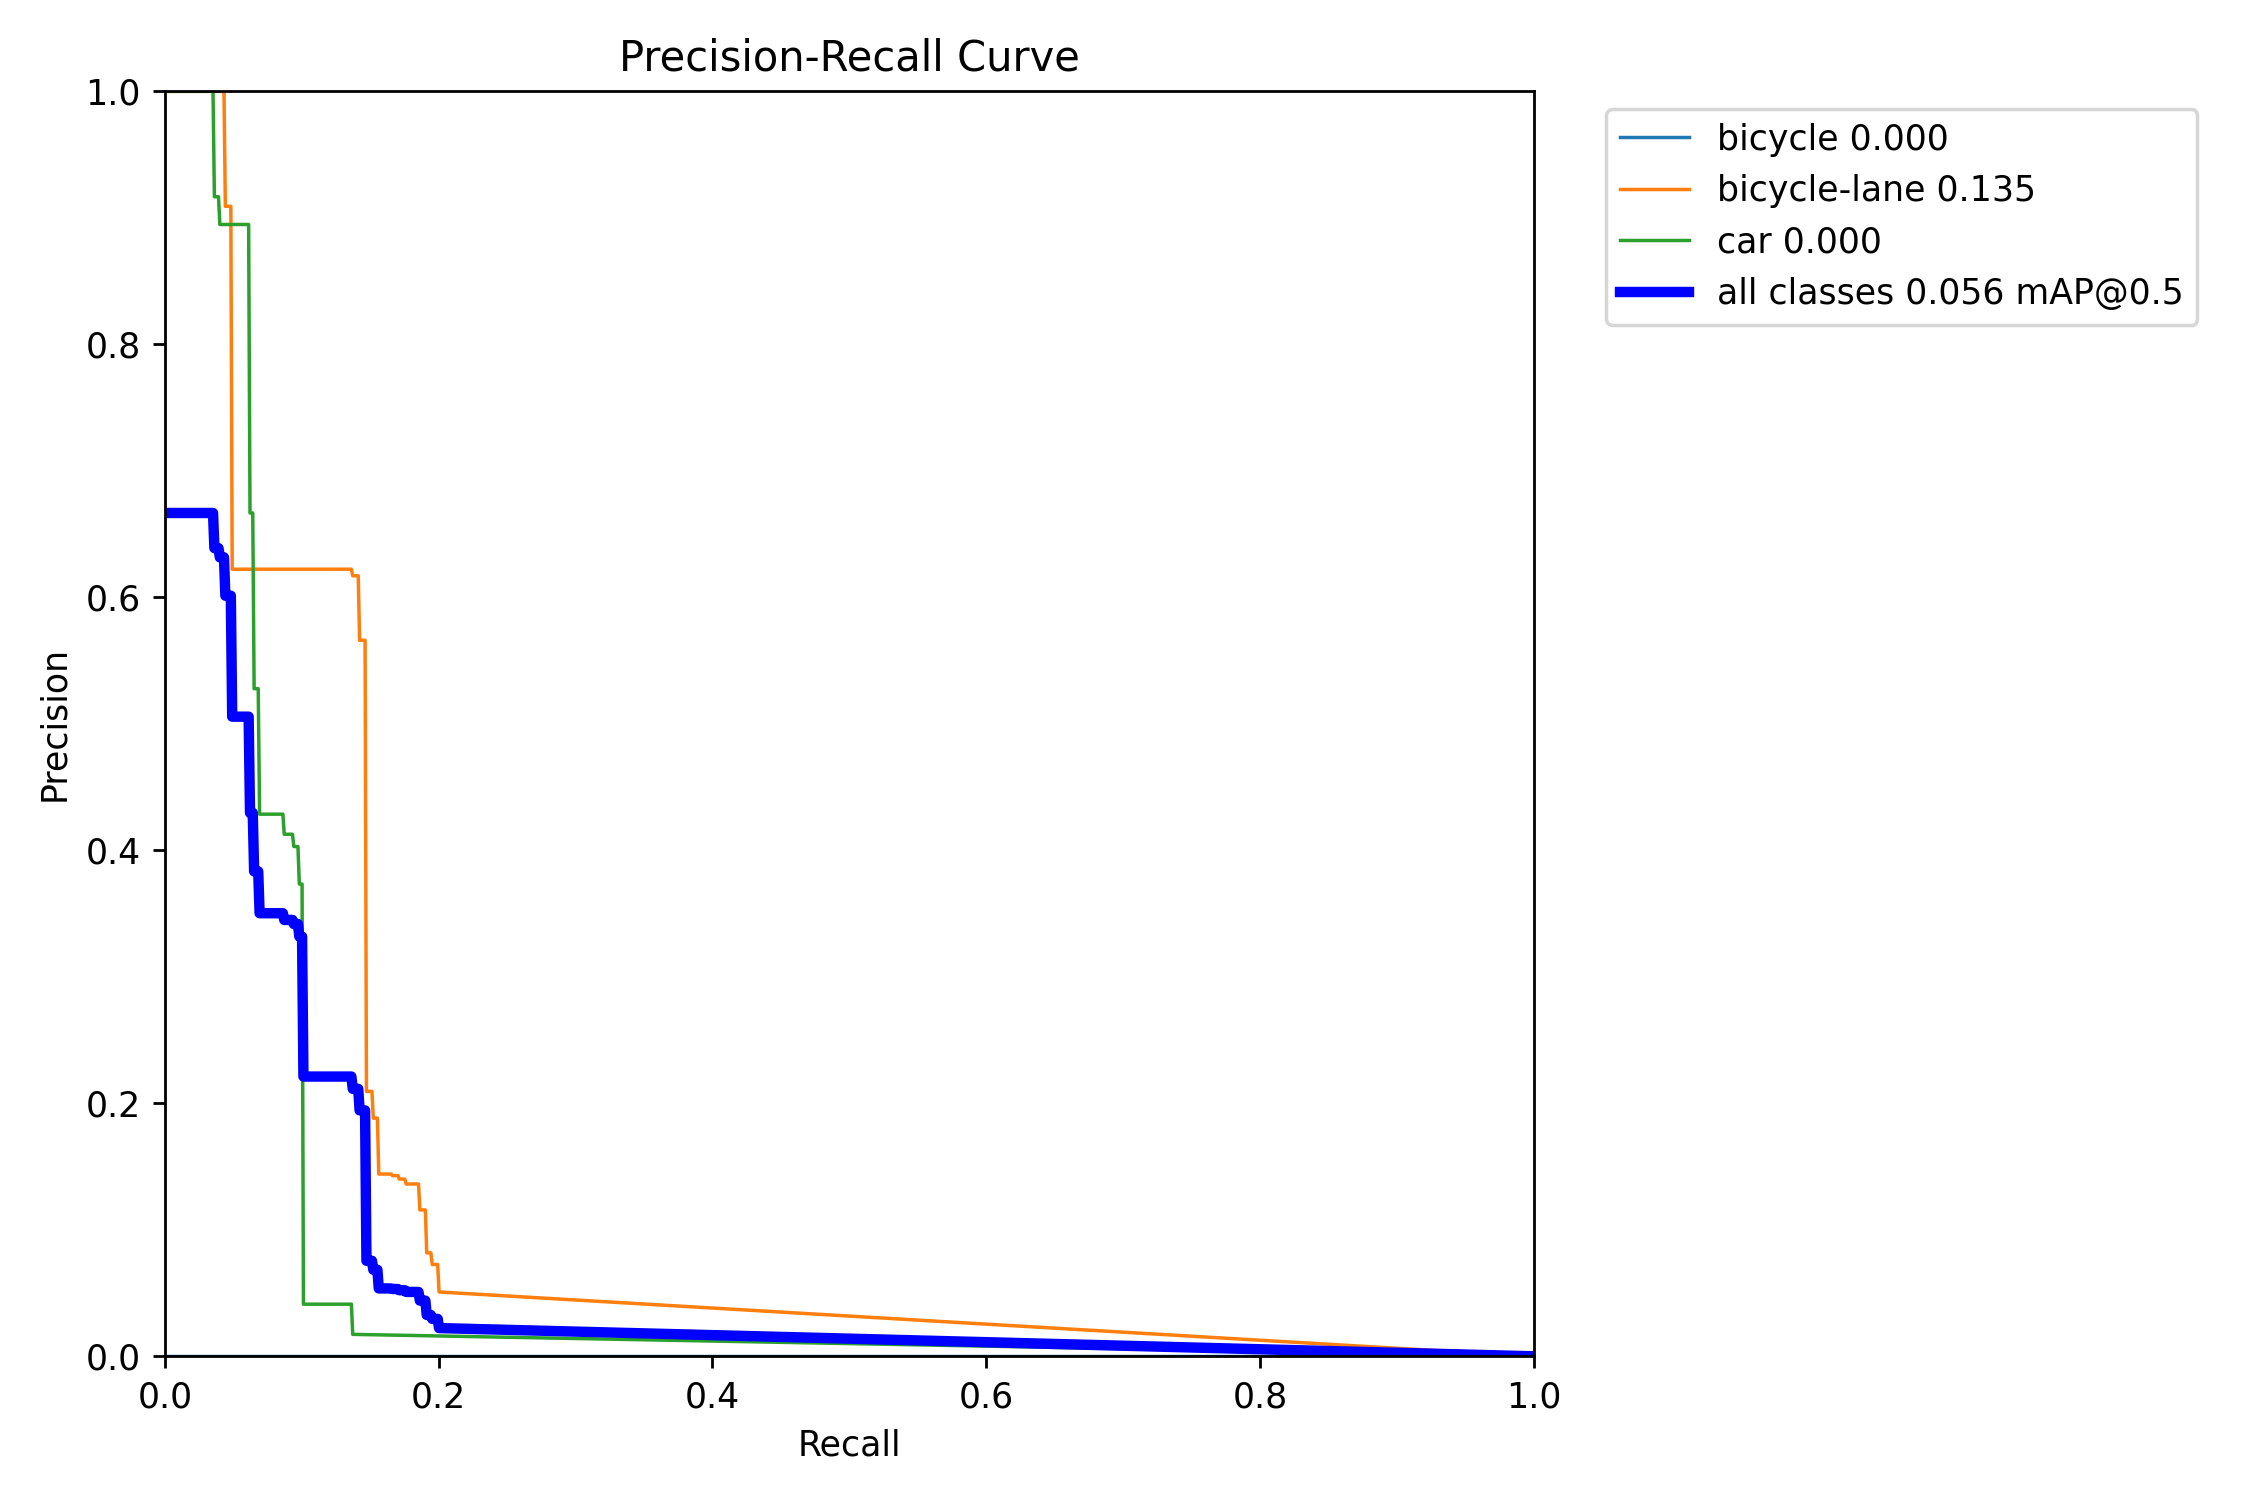 Precision-Recall Curve
1.0
0.8
0.6
0.4
0.2
0.0
Precision
0.0 0.2 0.4 0.6 0.8 1.0
Recall
bicycle 0.000
bicycle-lane 0.135
car 0.000
all classes 0.056 mAP@0.5